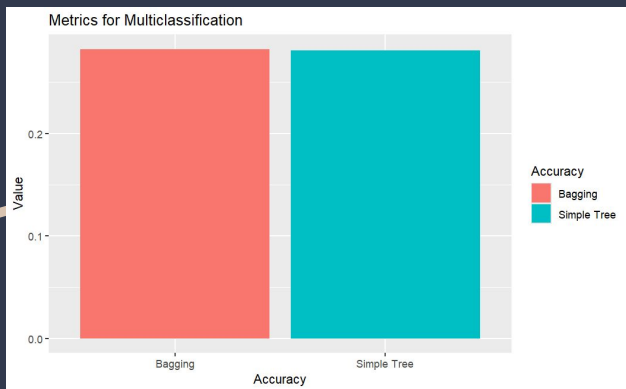 Metrics for Multiclassification
Value
0.2
0.1
0.0
Bagging
Simple Tree
Accuracy
Accuracy
Bagging
Simple Tree